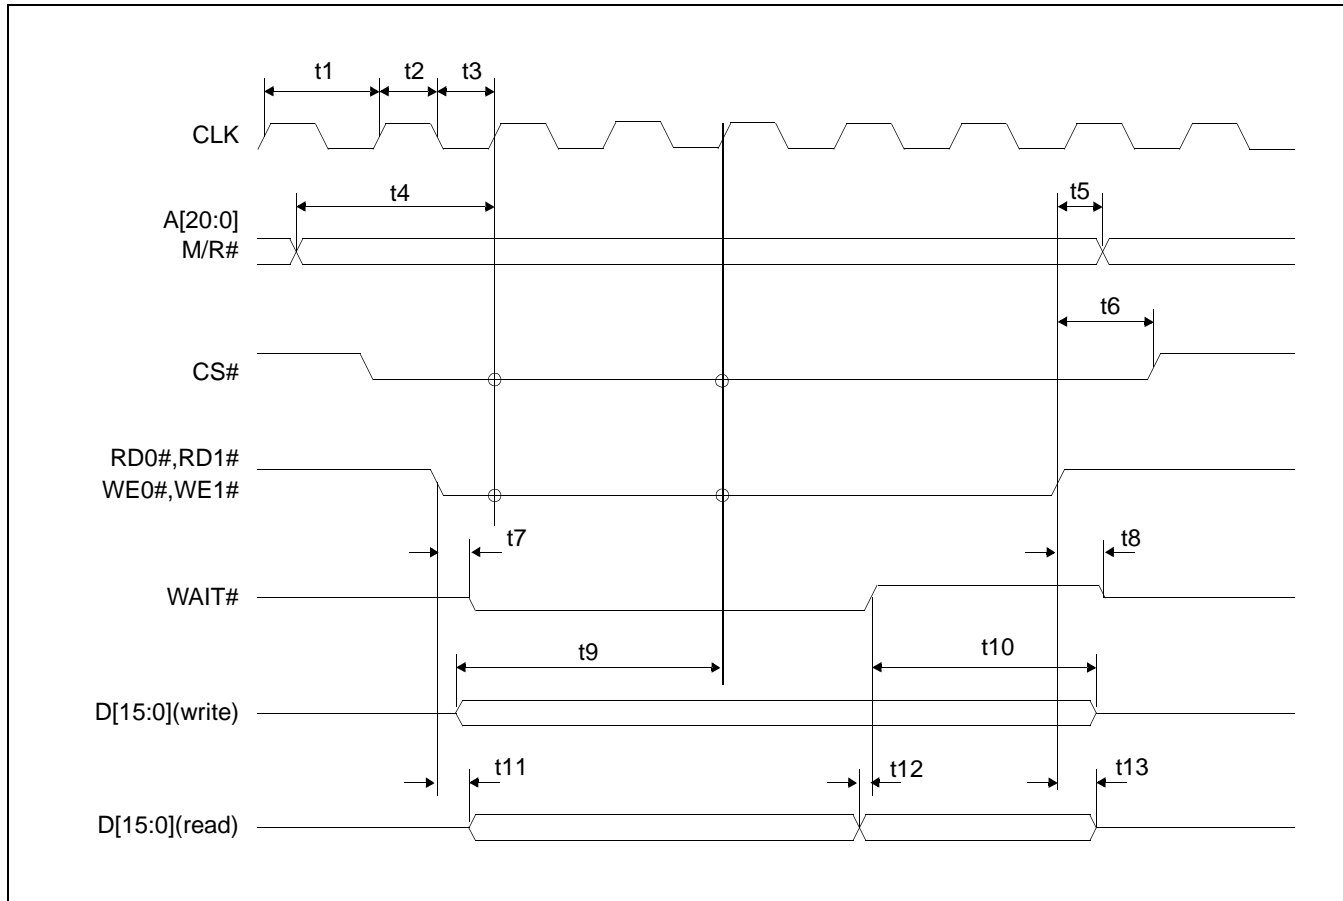 t1 t2 t3
CLK
t4 t5
A[20:0]
M/R#
t6
CS#
RD0#,RD1#
WE0#,WE1#
t7 t8
WAIT#
t9 t10
D[15:0](write)
t11 t12 t13
D[15:0](read)